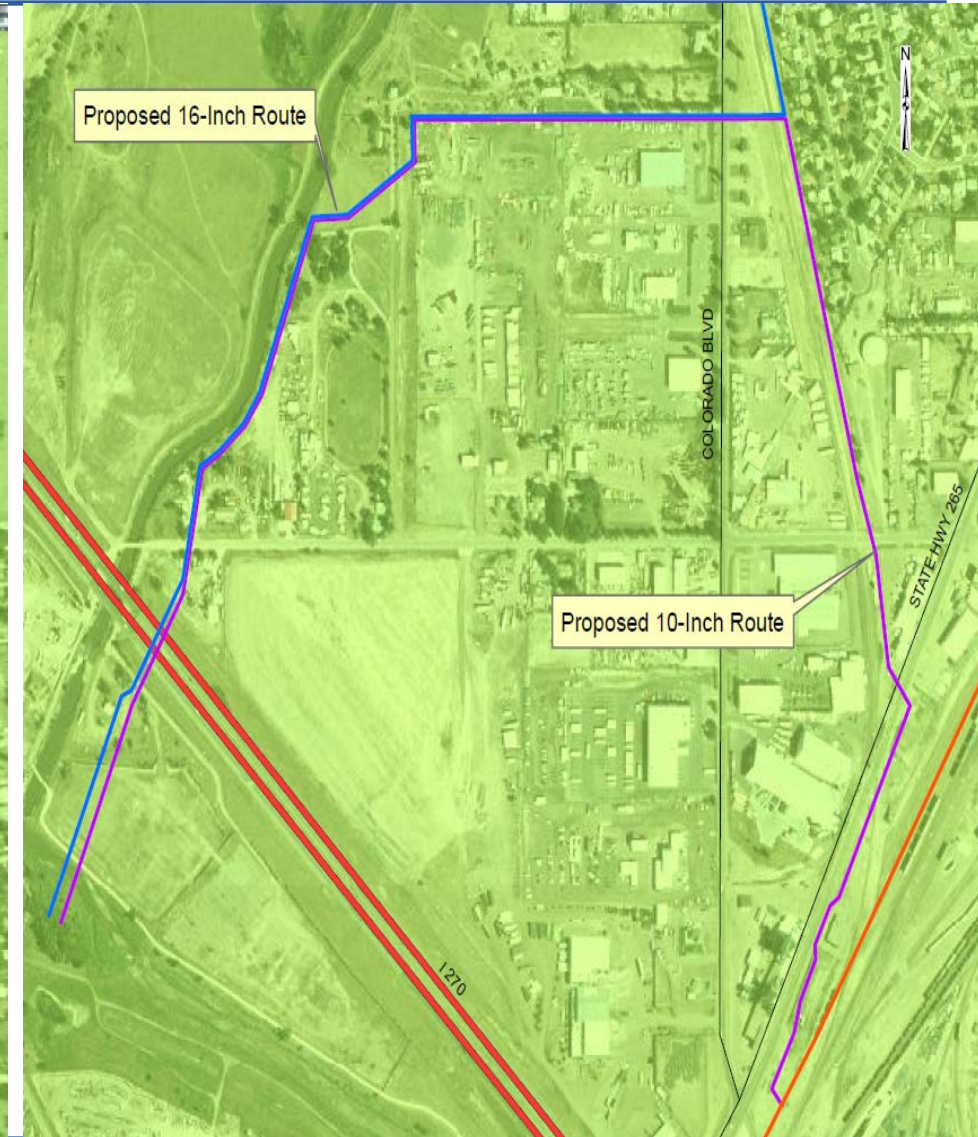 N
Proposed 16-Inch Route
COLORADO BLVD
STATE HWY 265
Proposed 10-Inch Route
I 270